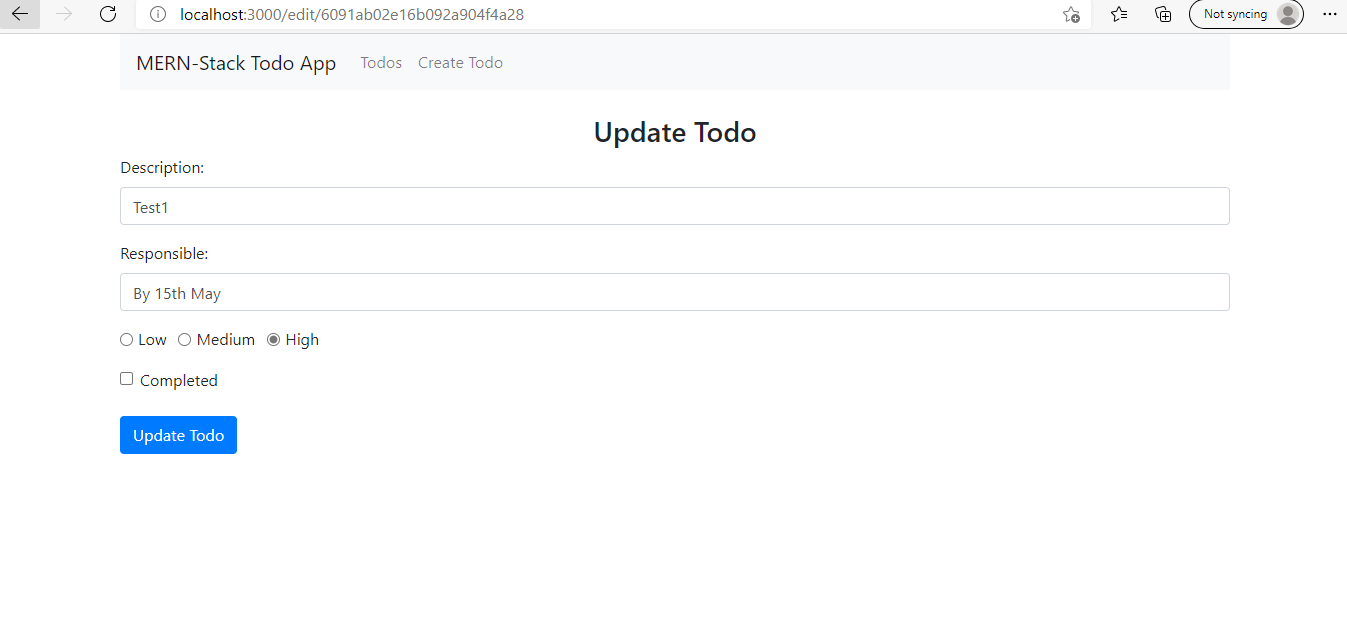 localhost:3000/edit/6091ab02e16b092a904f4a28
Not syncing
MERN-Stack Todo App Todos Create Todo
Update Todo
Description:
Test1
Responsible:
By 15th May
Low Medium High
Completed
Update Todo